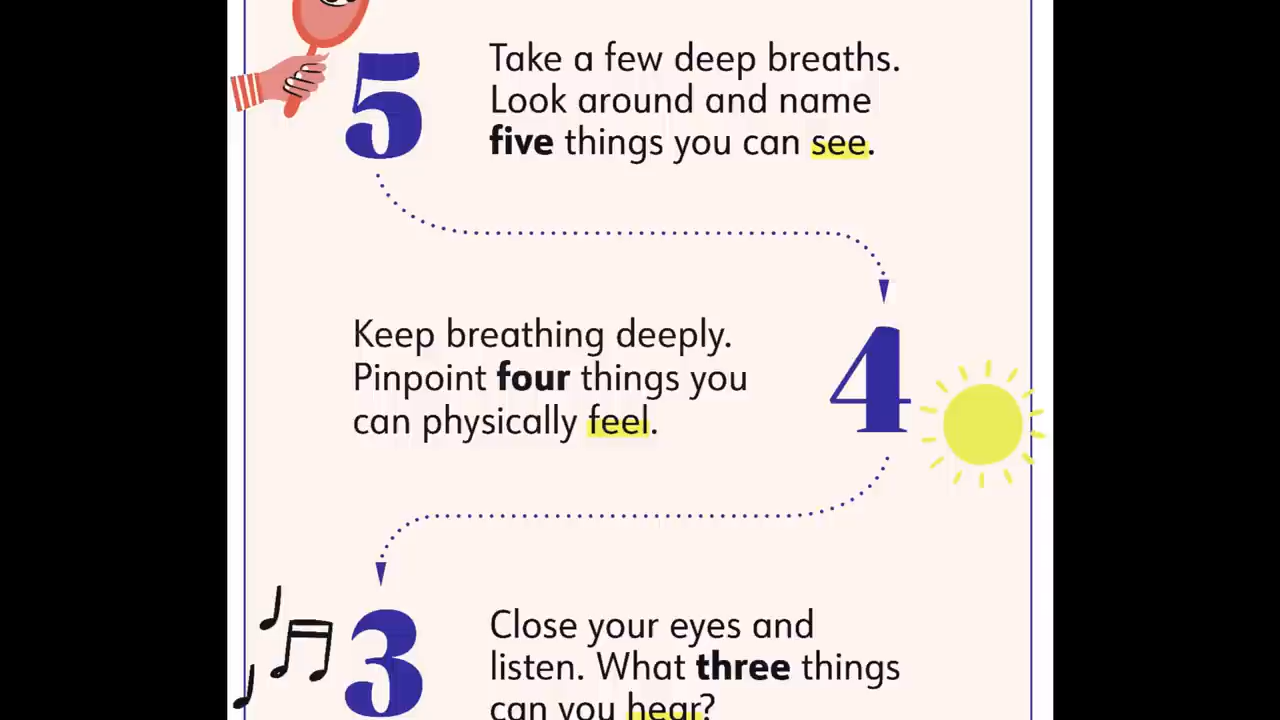 5
Take a few deep breaths.
Look around and name
five things you can see.
Keep breathing deeply.
Pinpoint four things you
can physically feel.
4
3
Close your eyes and
listen. What three things
can you hear?